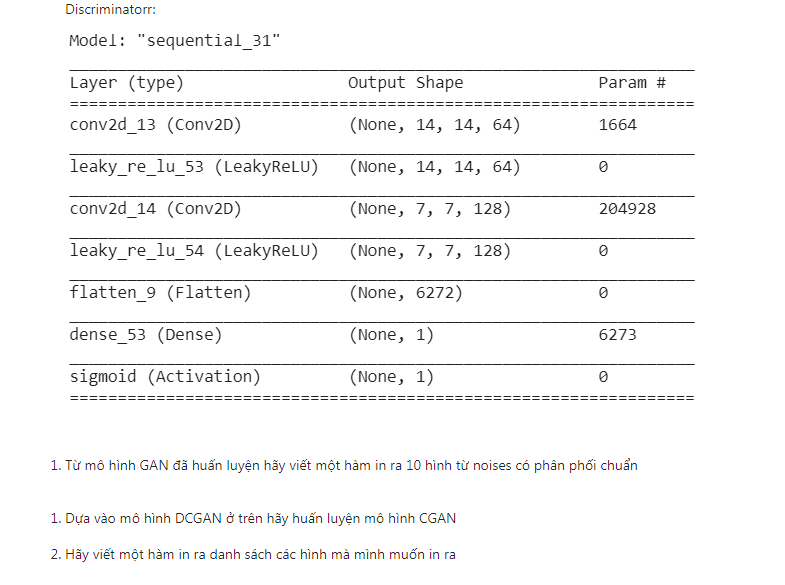 Discriminatorr:
Model: "sequential_31"
Layer (type) Output Shape Param #
conv2d_13 (Conv2D) (None, 14, 14, 64) 1664
leaky_re_lu_53 (LeakyReLU) (None, 14, 14, 64) 0
conv2d_14 (Conv2D) (None, 7, 7, 128) 204928
leaky_re_lu_54 (LeakyReLU) (None, 7, 7, 128) 0
flatten_9 (Flatten) (None, 6272) 0
dense_53 (Dense) (None, 1) 6273
sigmoid (Activation) (None, 1) 0
1. Từ mô hình GAN đã huấn luyện hãy viết một hàm in ra 10 hình từ noises có phân phối chuẩn
1. Dựa vào mô hình DCGAN ở trên hãy huấn luyện mô hình CGAN
2. Hãy viết một hàm in ra danh sách các hình mà mình muốn in ra